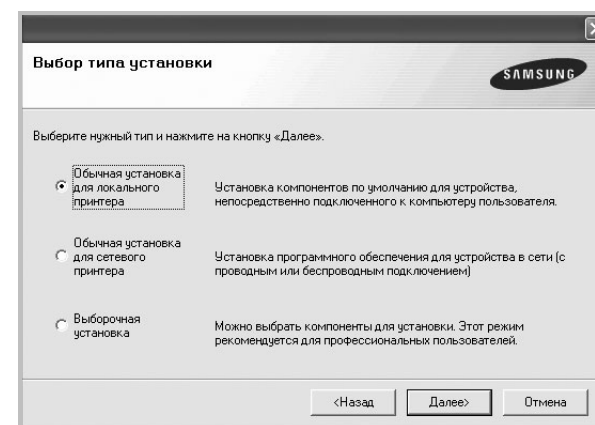 Выбор типа установки
SAMSUNG
Выберите нужный тип и нажмите на кнопку «Далее».
Обычная установка
для локального
принтера
Установка компонентов по умолчанию для устройства,
непосредственно подключенного к компьютеру пользователя.
Обычная установка
для сетевого
принтера
Установка программного обеспечения для устройства в сети (с
проводным или беспроводным подключением)
Выборочная
установка
Можно выбрать компоненты для установки. Этот режим
рекомендуется для профессиональных пользователей.
<Назад
Далее>
Отмена